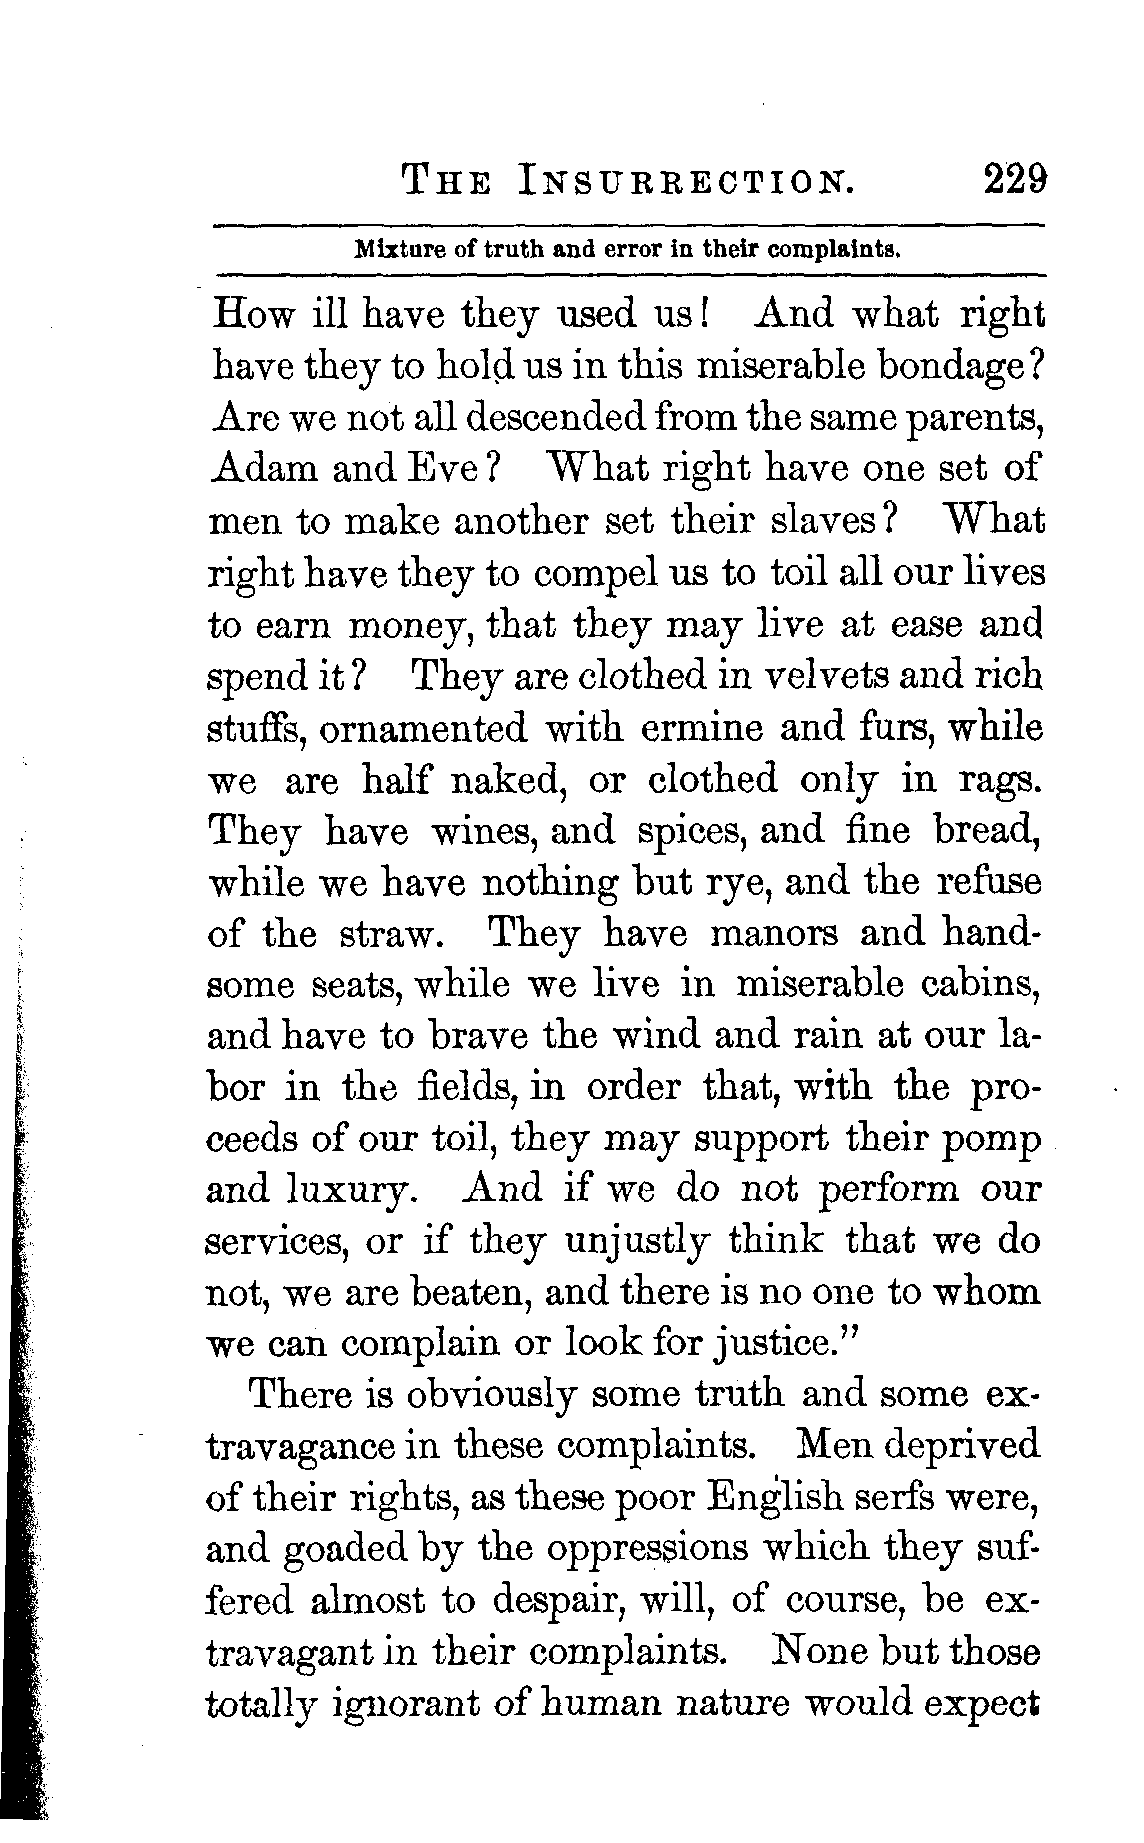 THE INSURRECTION. 229
Mixture of truth and error in their complaints.
How ill have they used us! And what right
have they to hold us in this miserable bondage?
Are we not all descended from the same parents,
Adam and Eve? What right have one set of
men to make another set their slaves? What
right have they to compel us to toil all our lives
to earn money, that they may live at ease and
spend it? They are clothed in velvets and rich
stuffs, ornamented with ermine and furs, while
we are half naked, or clothed only in rags.
They have wines, and spices, and fine bread,
while we have nothing but rye, and the refuse
of the straw. They have manors and hand-
some seats, while we live in miserable cabins,
and have to brave the wind and rain at our la-
bor in the fields, in order that, with the pro-
ceeds of our toil, they may support their pomp
and luxury. And if we do not perform our
services, or if they unjustly think that we do
not, we are beaten, and there is no one to whom
we can complain or look for justice."
There is obviously some truth and some ex-
travagance in these complaints. Men deprived
of their rights, as these poor English serfs were,
and goaded by the oppressions which they suf-
fered almost to despair, will, of course, be ex-
travagant in their complaints. None but those
totally ignorant of human nature would expect